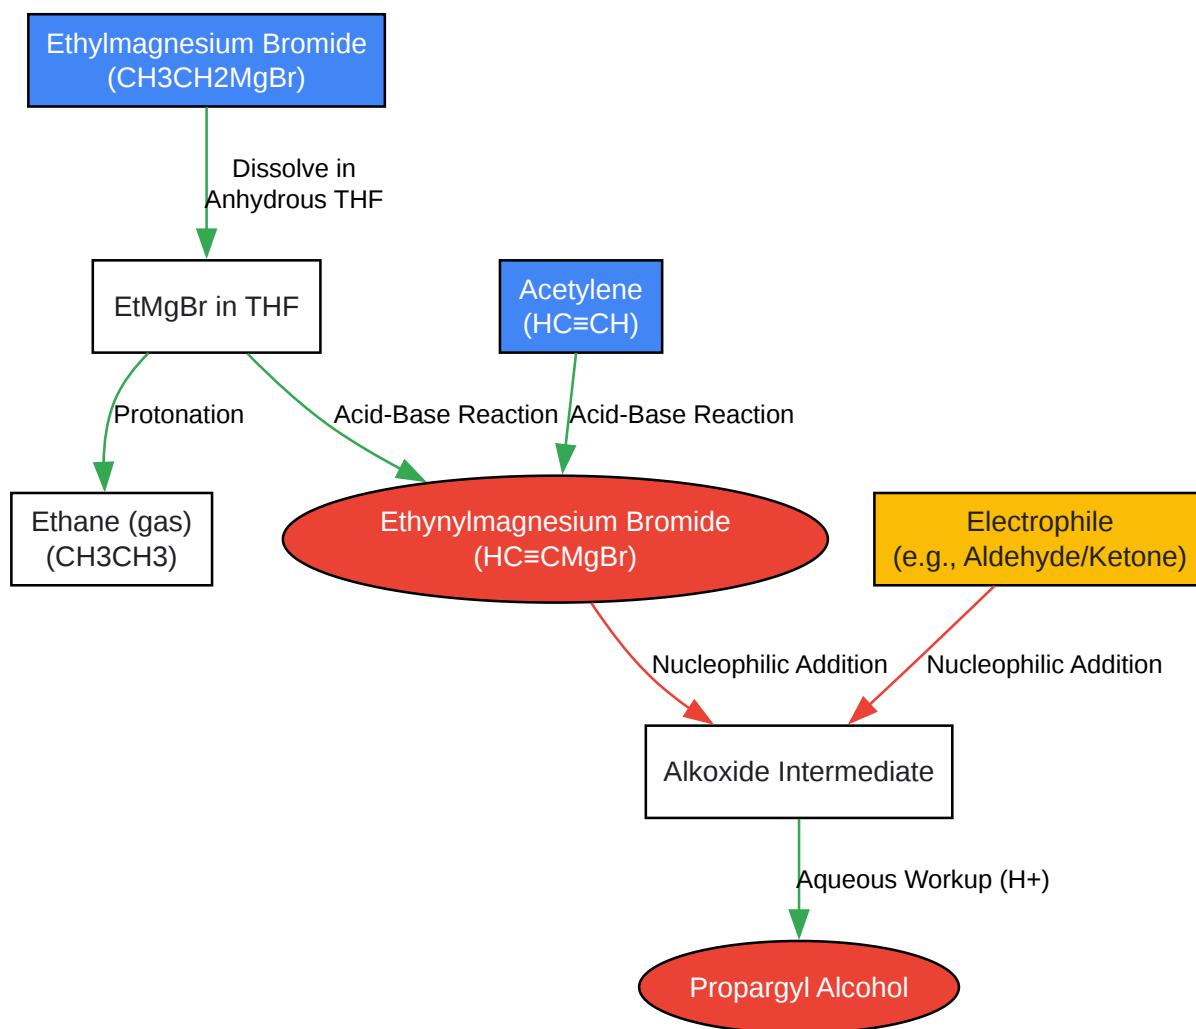 Ethylmagnesium Bromide
(CH3CH2MgBr)
Dissolve in
Anhydrous THF
EtMgBr in THF
Acetylene
(HC≡CH)
Protonation
Acid-Base Reaction
Acid-Base Reaction
Ethane (gas)
(CH3CH3)
Ethynylmagnesium Bromide
(HC≡CMgBr)
Electrophile
(e.g., Aldehyde/Ketone)
Nucleophilic Addition
Nucleophilic Addition
Alkoxide Intermediate
Aqueous Workup (H+)
Propargyl Alcohol